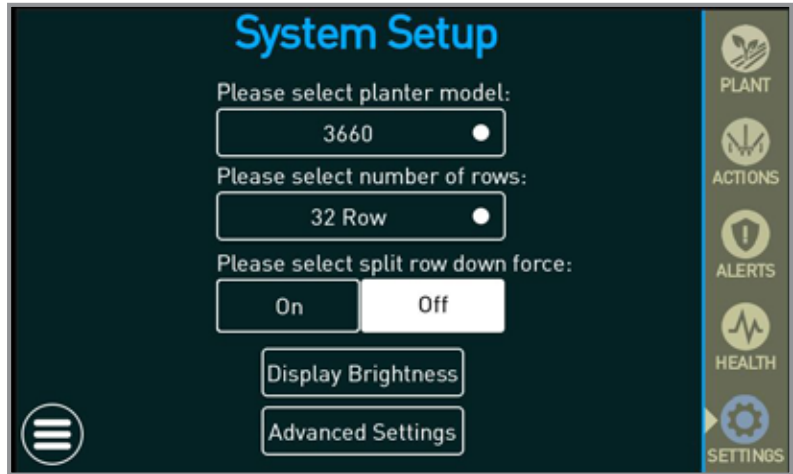 System Setup
Please select planter model:
3660
Please select number of rows:
32 Row
Please select split row down force:
On
Off
Display Brightness
Advanced Settings
PLANT
ACTIONS
ALERTS
HEALTH
SETTINGS